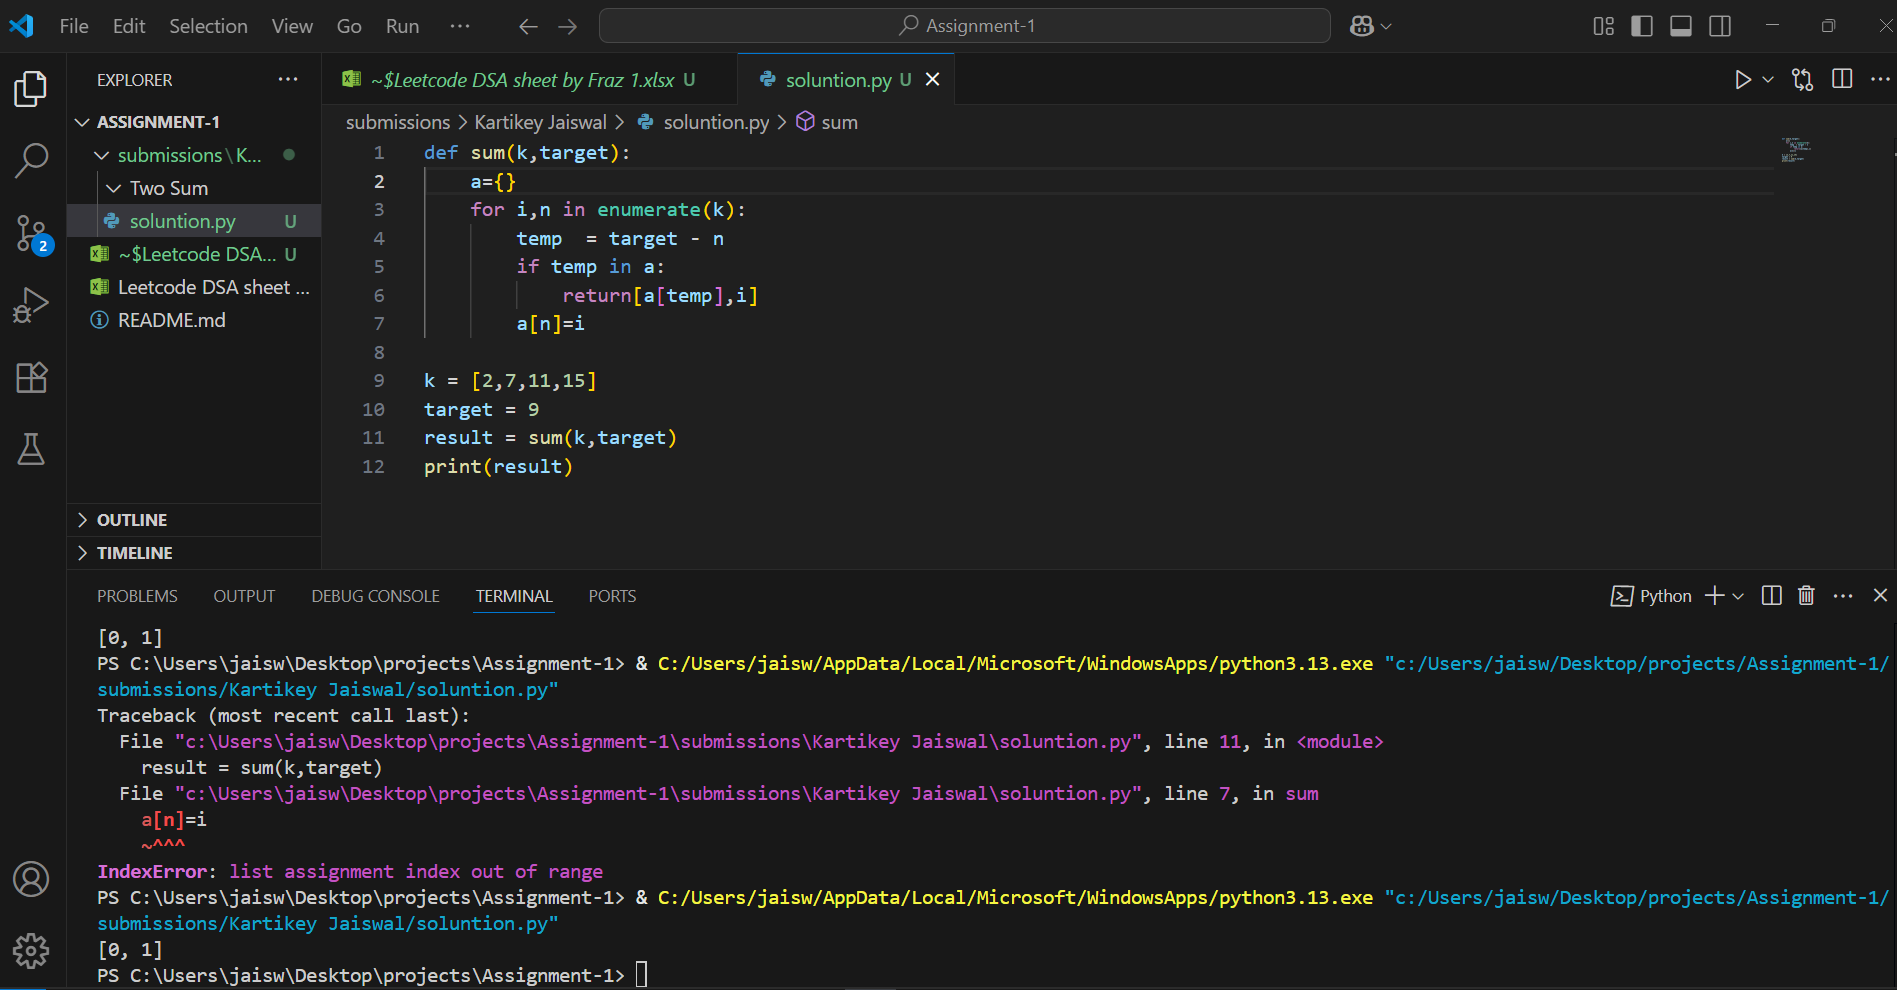 File Edit Selection View Go Run ··· Assignment-1
EXPLORER ···
ASSIGNMENT-1
submissions\K...
Two Sum
soluntion.py U
~$Leetcode DSA... U
Leetcode DSA sheet ...
README.md
OUTLINE
TIMELINE
2
~$Leetcode DSA sheet by Fraz 1.xlsx U
soluntion.py U
submissions > Kartikey Jaiswal > soluntion.py > sum
1 def sum(k,target):
2     a={}
3     for i,n in enumerate(k):
4         temp  = target - n
5         if temp in a:
6             return[a[temp],i]
7         a[n]=i
8
9 k = [2,7,11,15]
10 target = 9
11 result = sum(k,target)
12 print(result)
PROBLEMS OUTPUT DEBUG CONSOLE TERMINAL PORTS
Python
[0, 1]
PS C:\Users\jaisw\Desktop\projects\Assignment-1> & C:/Users/jaisw/AppData/Local/Microsoft/WindowsApps/python3.13.exe "c:/Users/jaisw/Desktop/projects/Assignment-1/
submissions/Kartikey Jaiswal/soluntion.py"
Traceback (most recent call last):
  File "c:\Users\jaisw\Desktop\projects\Assignment-1\submissions\Kartikey Jaiswal\soluntion.py", line 11, in <module>
    result = sum(k,target)
  File "c:\Users\jaisw\Desktop\projects\Assignment-1\submissions\Kartikey Jaiswal\soluntion.py", line 7, in sum
    a[n]=i
    ~^^^
IndexError: list assignment index out of range
PS C:\Users\jaisw\Desktop\projects\Assignment-1> & C:/Users/jaisw/AppData/Local/Microsoft/WindowsApps/python3.13.exe "c:/Users/jaisw/Desktop/projects/Assignment-1/
submissions/Kartikey Jaiswal/soluntion.py"
[0, 1]
PS C:\Users\jaisw\Desktop\projects\Assignment-1>